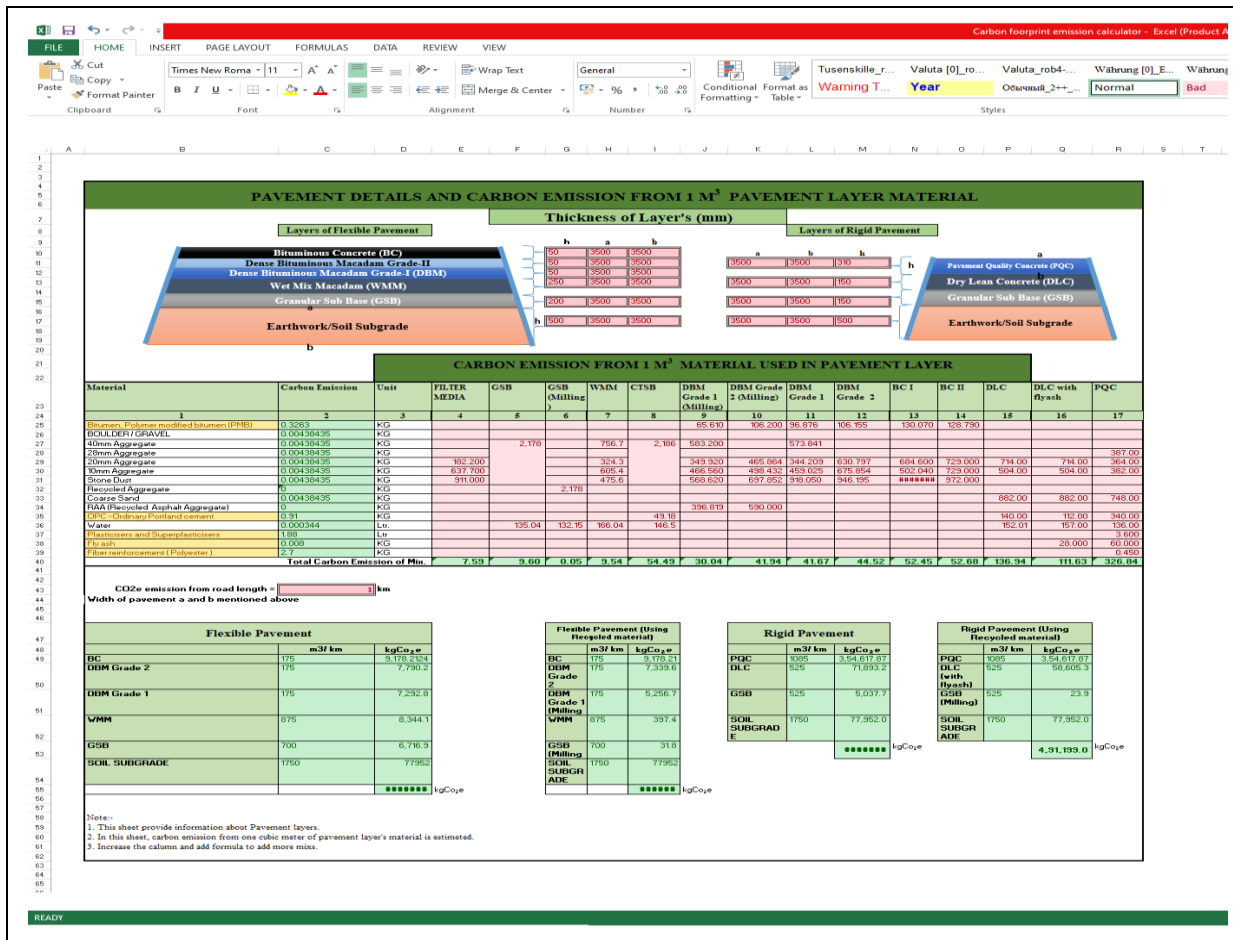 Carbon foorprint emission calculator - Excel (Product A
FILE HOME INSERT PAGE LAYOUT FORMULAS DATA REVIEW VIEW
Cut
Copy
Format Painter
Paste
Clipboard
Times New Roma 11
B I U
Font
Wrap Text
Merge & Center
Alignment
General
Number
Conditional Formatting
Format as Table
Tusenskille_r... Valuta [0]_ro... Valuta_rob4-... Währung [0]_E... Währung
Warning T... Year Обычный_2++_... Normal Bad
Styles
A B C D E F G H I J K L M N O P Q R S T
PAVEMENT DETAILS AND CARBON EMISSION FROM 1 M³ PAVEMENT LAYER MATERIAL
Thickness of Layer's (mm)
Layers of Flexible Pavement
Layers of Rigid Pavement
h a b
Bituminous Concrete (BC) 50 3500 3500
Dense Bituminous Macadam Grade-II 50 3500 3500
Dense Bituminous Macadam Grade-I (DBM) 50 3500 3500
Wet Mix Macadam (WMM) 250 3500 3500
Granular Sub Base (GSB) 200 3500 3500
a
Earthwork/Soil Subgrade h 500 3500 3500
b
a b h
3500 3500 310 h a Pavement Quality Concrete (PQC)
b
3500 3500 150 Dry Lean Concrete (DLC)
3500 3500 150 Granular Sub Base (GSB)
3500 3500 500 Earthwork/Soil Subgrade
CARBON EMISSION FROM 1 M³ MATERIAL USED IN PAVEMENT LAYER
Material Carbon Emission Unit FILTER MEDIA GSB GSB (Milling) WMM CTSB DBM Grade 1 (Milling) DBM Grade 2 (Milling) DBM Grade 1 DBM Grade 2 BC I BC II DLC DLC with flyash PQC
1 2 3 4 5 6 7 8 9 10 11 12 13 14 15 16 17
Bitumen, Polymer modified bitumen (PMB) 0.3263 KG 65.610 106.200 96.876 106.155 130.070 128.790
BOULDER / GRAVEL 0.00438435 KG
40mm Aggregate 0.00438435 KG 2,178 756.7 2,186 583.200 573.841
28mm Aggregate 0.00438435 KG 387.00
20mm Aggregate 0.00438435 KG 182.200 324.3 349.920 465.864 344.209 630.797 684.600 729.000 714.00 714.00 364.00
10mm Aggregate 0.00438435 KG 637.700 605.4 466.560 498.432 459.025 675.854 502.040 729.000 504.00 504.00 382.00
Stone Dust 0.00438435 KG 911.000 475.6 568.620 697.852 918.050 946.195 ####### 972.000
Recycled Aggregate 0 KG 2,178
Coarse Sand 0.00438435 KG 882.00 882.00 748.00
RAA (Recycled Asphalt Aggregate) 0 KG 396.819 590.000
OPC -Ordinary Portland cement 0.91 KG 49.18 140.00 112.00 340.00
Water 0.000344 Ltr. 135.04 132.15 166.04 146.5 152.01 157.00 136.00
Plasticisers and Superplasticisers 1.88 Ltr 3.600
Fly ash 0.008 KG 28.000 60.000
Fiber reinforcement ( Polyester ) 2.7 KG 0.450
Total Carbon Emission of Mix. 7.59 9.60 0.05 9.54 54.49 30.04 41.94 41.67 44.52 52.45 52.68 136.94 111.63 326.84
CO2e emission from road length = 1 km
Width of pavement a and b mentioned above
Flexible Pavement
m3/ km kgCo₂e
BC 175 9,178.2124
DBM Grade 2 175 7,790.2
DBM Grade 1 175 7,292.8
WMM 875 8,344.1
GSB 700 6,716.9
SOIL SUBGRADE 1750 77952
####### kgCo₂e
Flexible Pavement (Using Recycled material)
m3/ km kgCo₂e
BC 175 9,178.21
DBM Grade 2 175 7,339.6
DBM Grade 1 (Milling 175 5,256.7
WMM 875 397.4
GSB (Milling 700 31.8
SOIL SUBGRADE 1750 77952
###### kgCo₂e
Rigid Pavement
m3/ km kgCo₂e
PQC 1085 3,54,617.87
DLC 525 71,893.2
GSB 525 5,037.7
SOIL SUBGRADE 1750 77,952.0
####### kgCo₂e
Rigid Pavement (Using Recycled material)
m3/ km kgCo₂e
PQC 1085 3,54,617.87
DLC (with flyash) 525 58,605.3
GSB (Milling) 525 23.9
SOIL SUBGRADE 1750 77,952.0
4,91,199.0 kgCo₂e
Note:-
1. This sheet provide information about Pavement layers.
2. In this sheet, carbon emission from one cubic meter of pavement layer's material is estimeted.
3. Increase the calumn and add formula to add more mixs.
READY